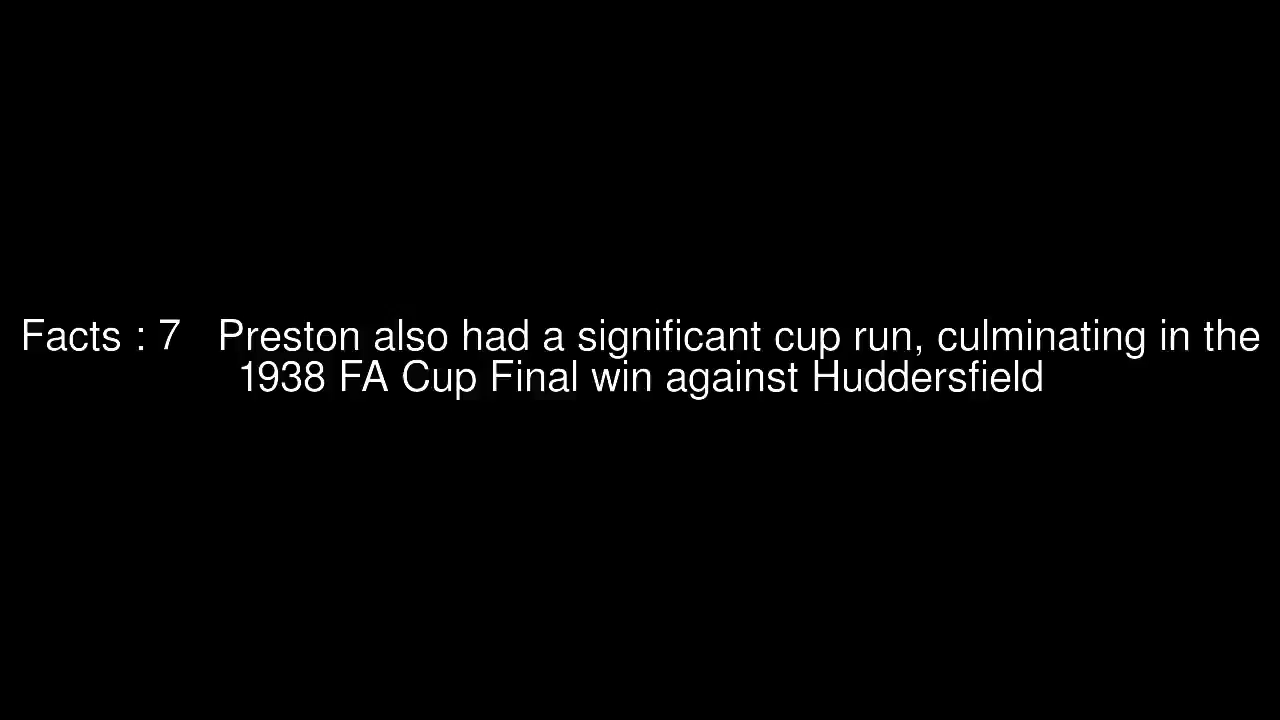 Facts : 7   Preston also had a significant cup run, culminating in the
1938 FA Cup Final win against Huddersfield